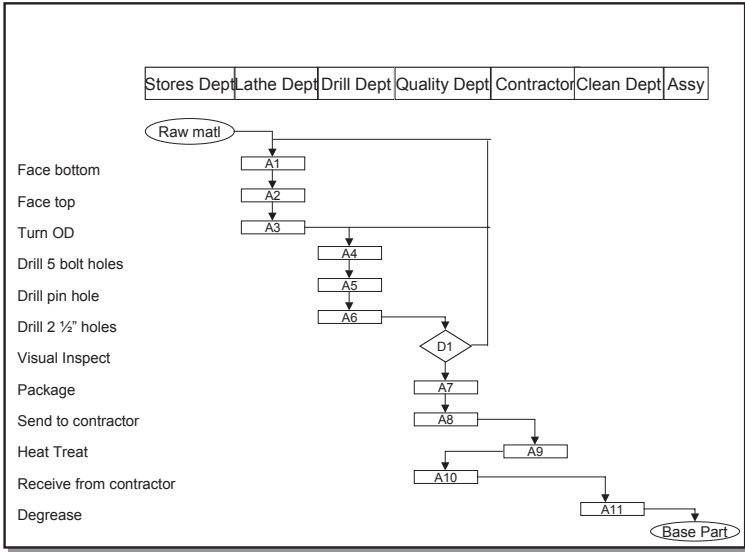 Stores Dept Lathe Dept Drill Dept Quality Dept Contractor Clean Dept Assy
Raw matl
Face bottom A1
Face top A2
Turn OD A3
Drill 5 bolt holes A4
Drill pin hole A5
Drill 2 ½” holes A6
Visual Inspect D1
Package A7
Send to contractor A8
Heat Treat A9
Receive from contractor A10
Degrease A11
Base Part